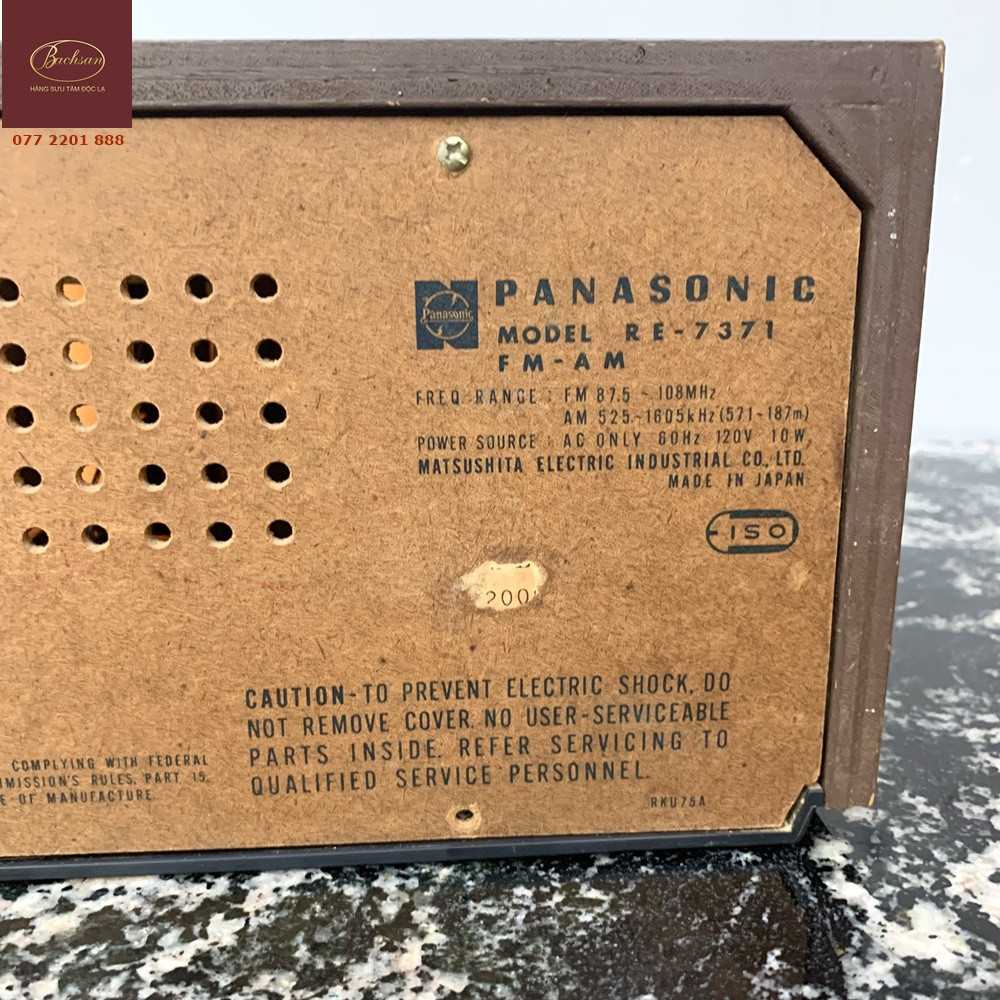 Bachsan
HÀNG SƯU TẦM ĐỘC LẠ
077 2201 888
PANASONIC
Panasonic
MODEL RE-7371
FM-AM
FREQ. RANGE : FM 87.5 ~ 108MHz
AM 525~1605kHz (571~187m)
POWER SOURCE : AC ONLY 60Hz 120V 10W
MATSUSHITA ELECTRIC INDUSTRIAL CO., LTD.
MADE IN JAPAN
ISO
200
CAUTION-TO PREVENT ELECTRIC SHOCK, DO
NOT REMOVE COVER. NO USER-SERVICEABLE
PARTS INSIDE. REFER SERVICING TO
QUALIFIED SERVICE PERSONNEL.
COMPLYING WITH FEDERAL
MMISSION'S RULES, PART 15,
E OF MANUFACTURE.
RKU75A